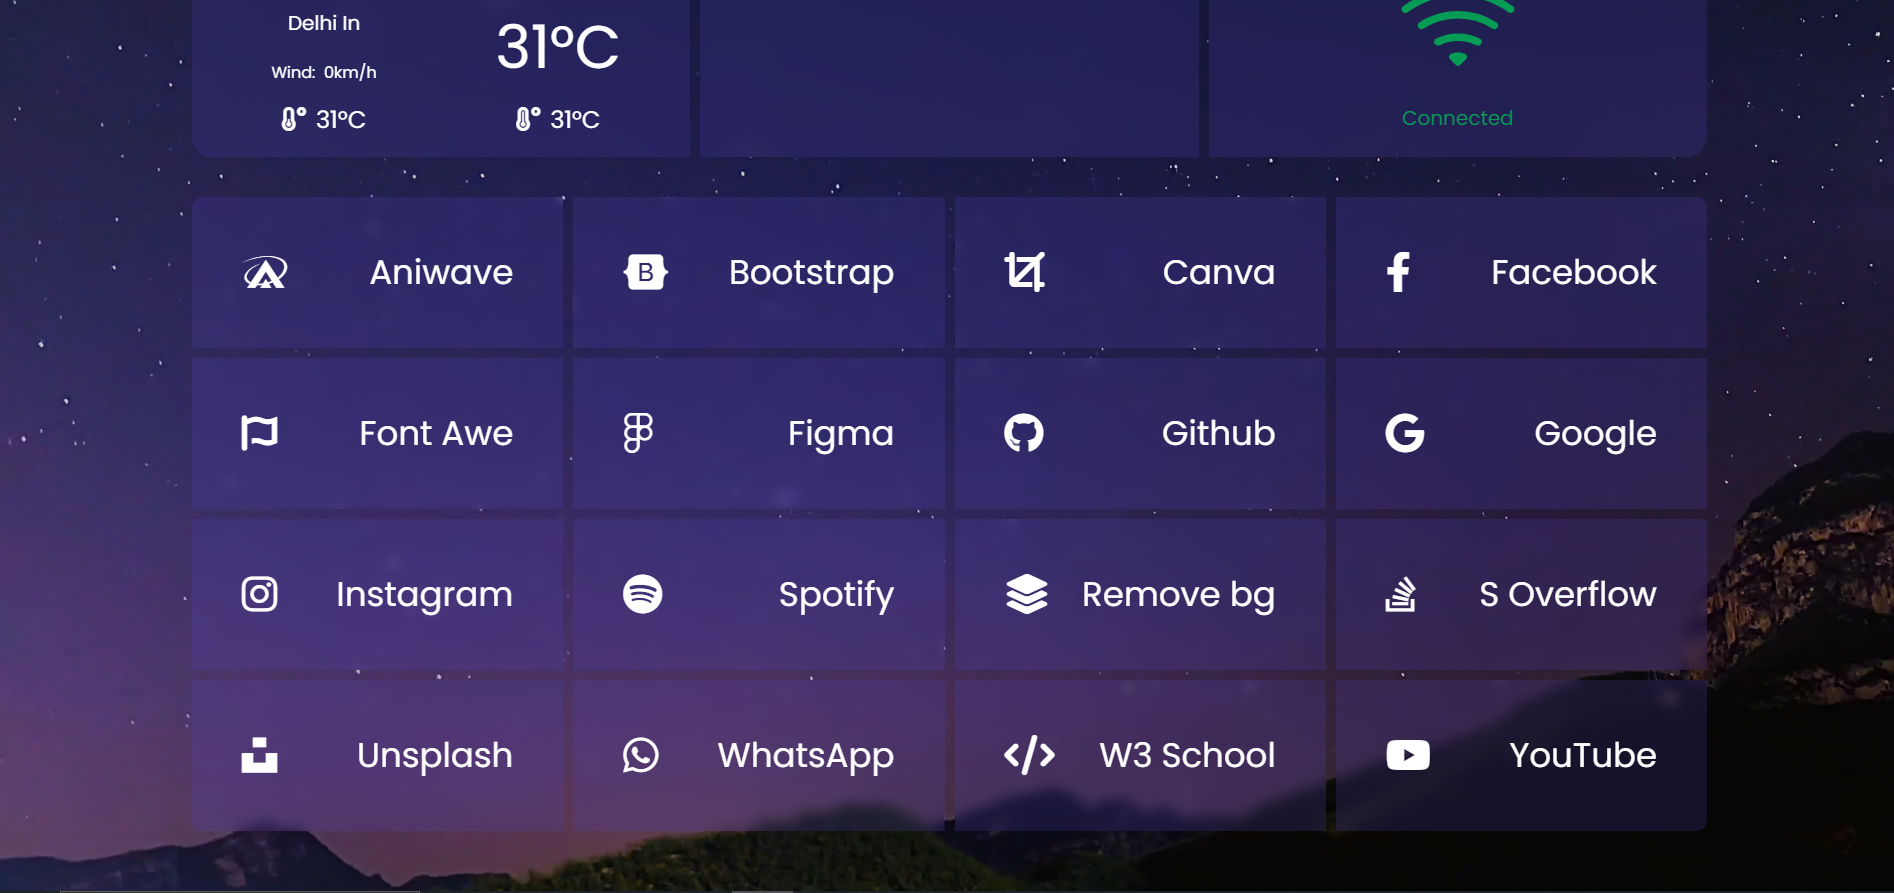 Delhi In
31°C
Wind: 0km/h
31°C
31°C
Connected
Aniwave
B
Bootstrap
Canva
Facebook
Font Awe
Figma
Github
Google
Instagram
Spotify
Remove bg
S Overflow
Unsplash
WhatsApp
W3 School
YouTube